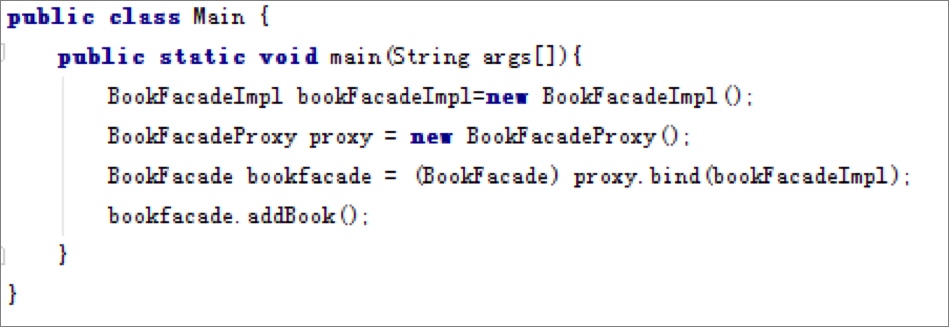 public class Main {
public static void main(String args[]){
BookFacadeImpl bookFacadeImpl=new BookFacadeImpl();
BookFacadeProxy proxy = new BookFacadeProxy();
BookFacade bookfacade = (BookFacade) proxy.bind(bookFacadeImpl);
bookfacade.addBook();
}
}